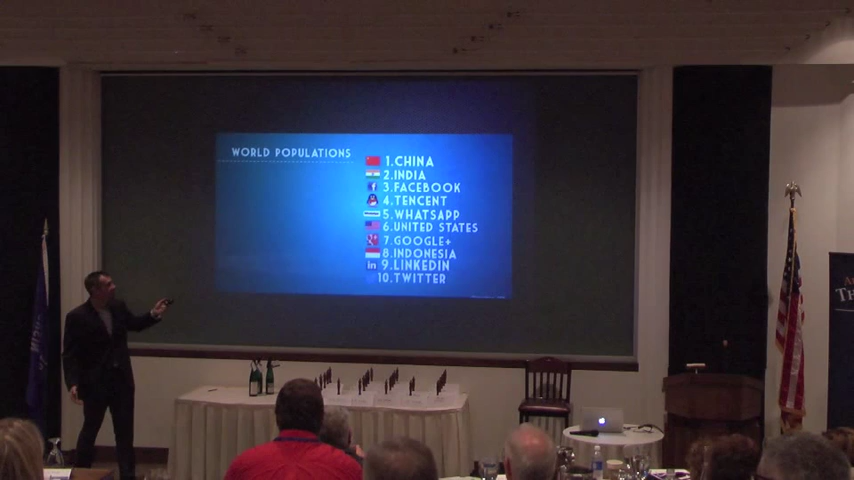 WORLD POPULATIONS
1.CHINA
2.INDIA
3.FACEBOOK
4.TENCENT
5.WHATSAPP
6.UNITED STATES
7.GOOGLE+
8.INDONESIA
in 9.LINKEDIN
10.TWITTER